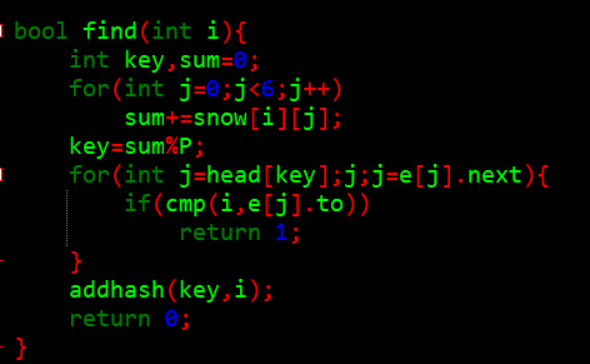 bool find(int i){
    int key,sum=0;
    for(int j=0;j<6;j++)
        sum+=snow[i][j];
    key=sum%P;
    for(int j=head[key];j;j=e[j].next){
        if(cmp(i,e[j].to))
            return 1;
    }
    addhash(key,i);
    return 0;
}